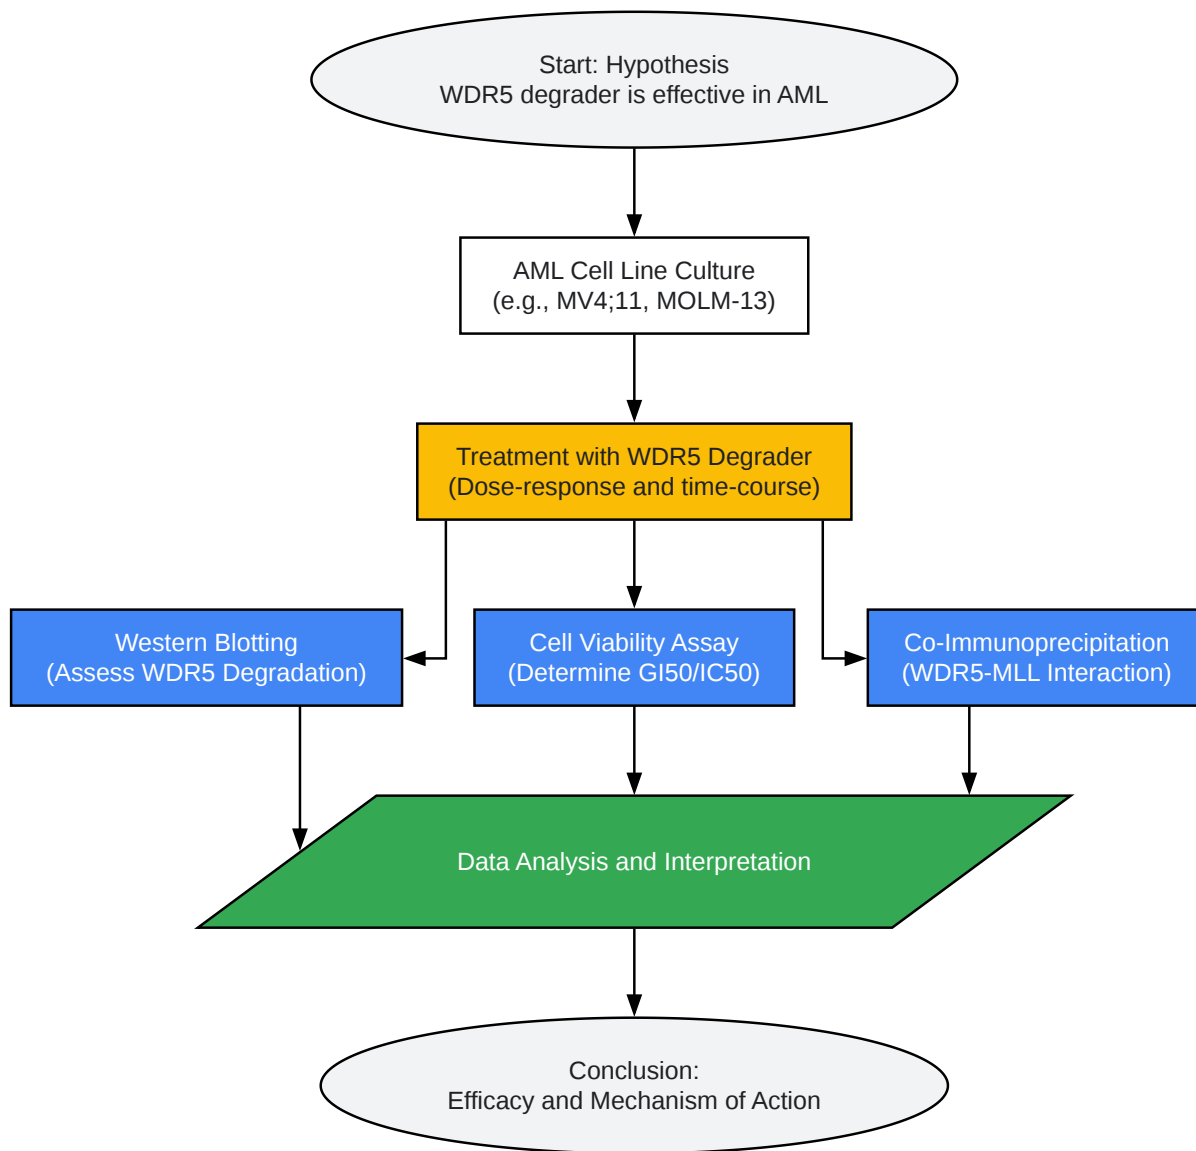 Start: Hypothesis
WDR5 degrader is effective in AML
AML Cell Line Culture
(e.g., MV4;11, MOLM-13)
Treatment with WDR5 Degrader
(Dose-response and time-course)
Western Blotting
(Assess WDR5 Degradation)
Cell Viability Assay
(Determine GI50/IC50)
Co-Immunoprecipitation
(WDR5-MLL Interaction)
Data Analysis and Interpretation
Conclusion:
Efficacy and Mechanism of Action